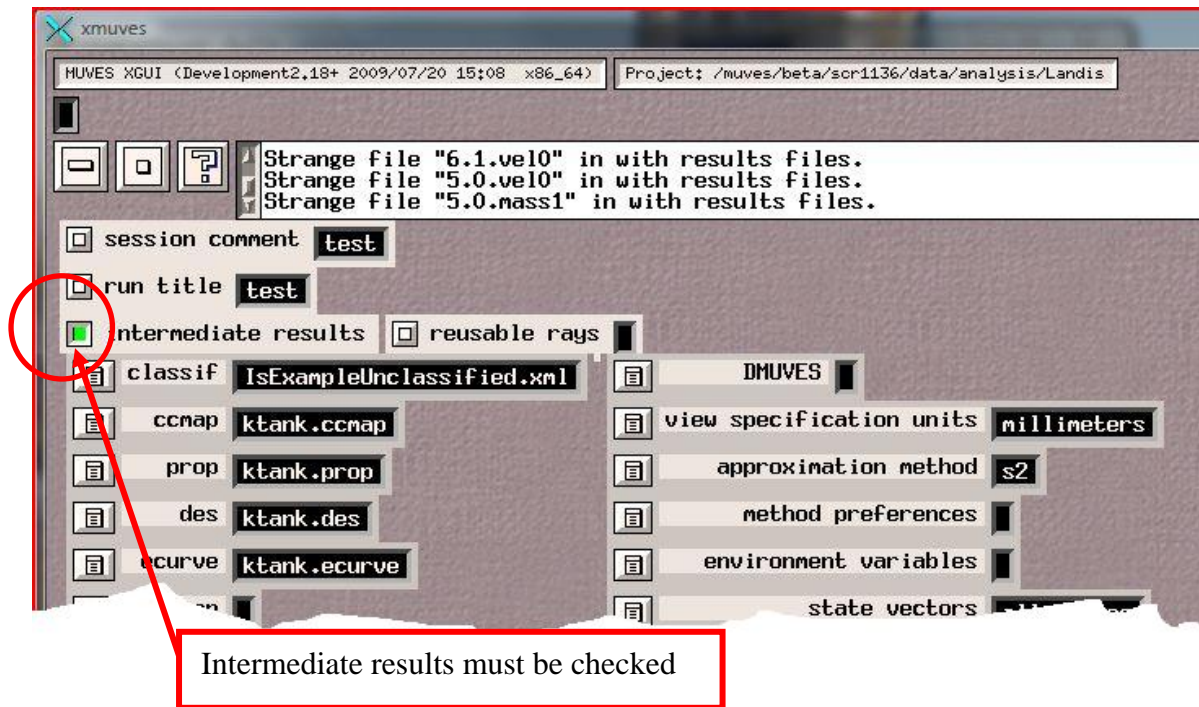 xmuves
MUVES XGUI (Development2.18+ 2009/07/20 15:08 x86_64) Project: /muves/beta/scr1136/data/analysis/Landis
Strange file "6.1.vel0" in with results files.
Strange file "5.0.vel0" in with results files.
Strange file "5.0.mass1" in with results files.
session comment test
run title test
intermediate results reusable rays
classif IsExampleUnclassified.xml DMUVES
ccmap ktank.ccmap view specification units millimeters
prop ktank.prop approximation method s2
des ktank.des method preferences
ecurve ktank.ecurve environment variables
state vectors
Intermediate results must be checked